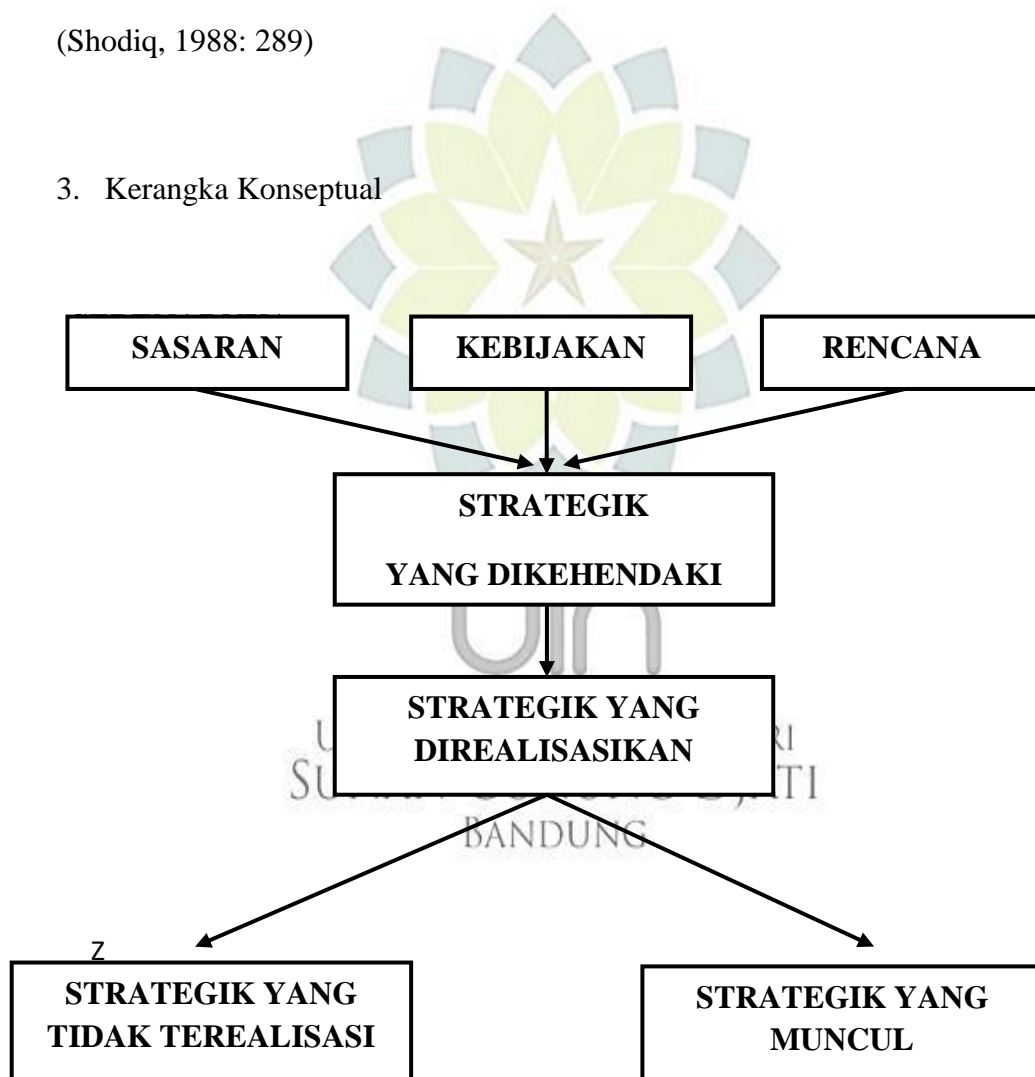 (Shodiq, 1988: 289)
3. Kerangka Konseptual
SASARAN
KEBIJAKAN
RENCANA
STRATEGIK
YANG DIKEHENDAKI
STRATEGIK YANG
DIREALISASIKAN
BANDUNG
Z
STRATEGIK YANG
TIDAK TEREALISASI
STRATEGIK YANG
MUNCUL